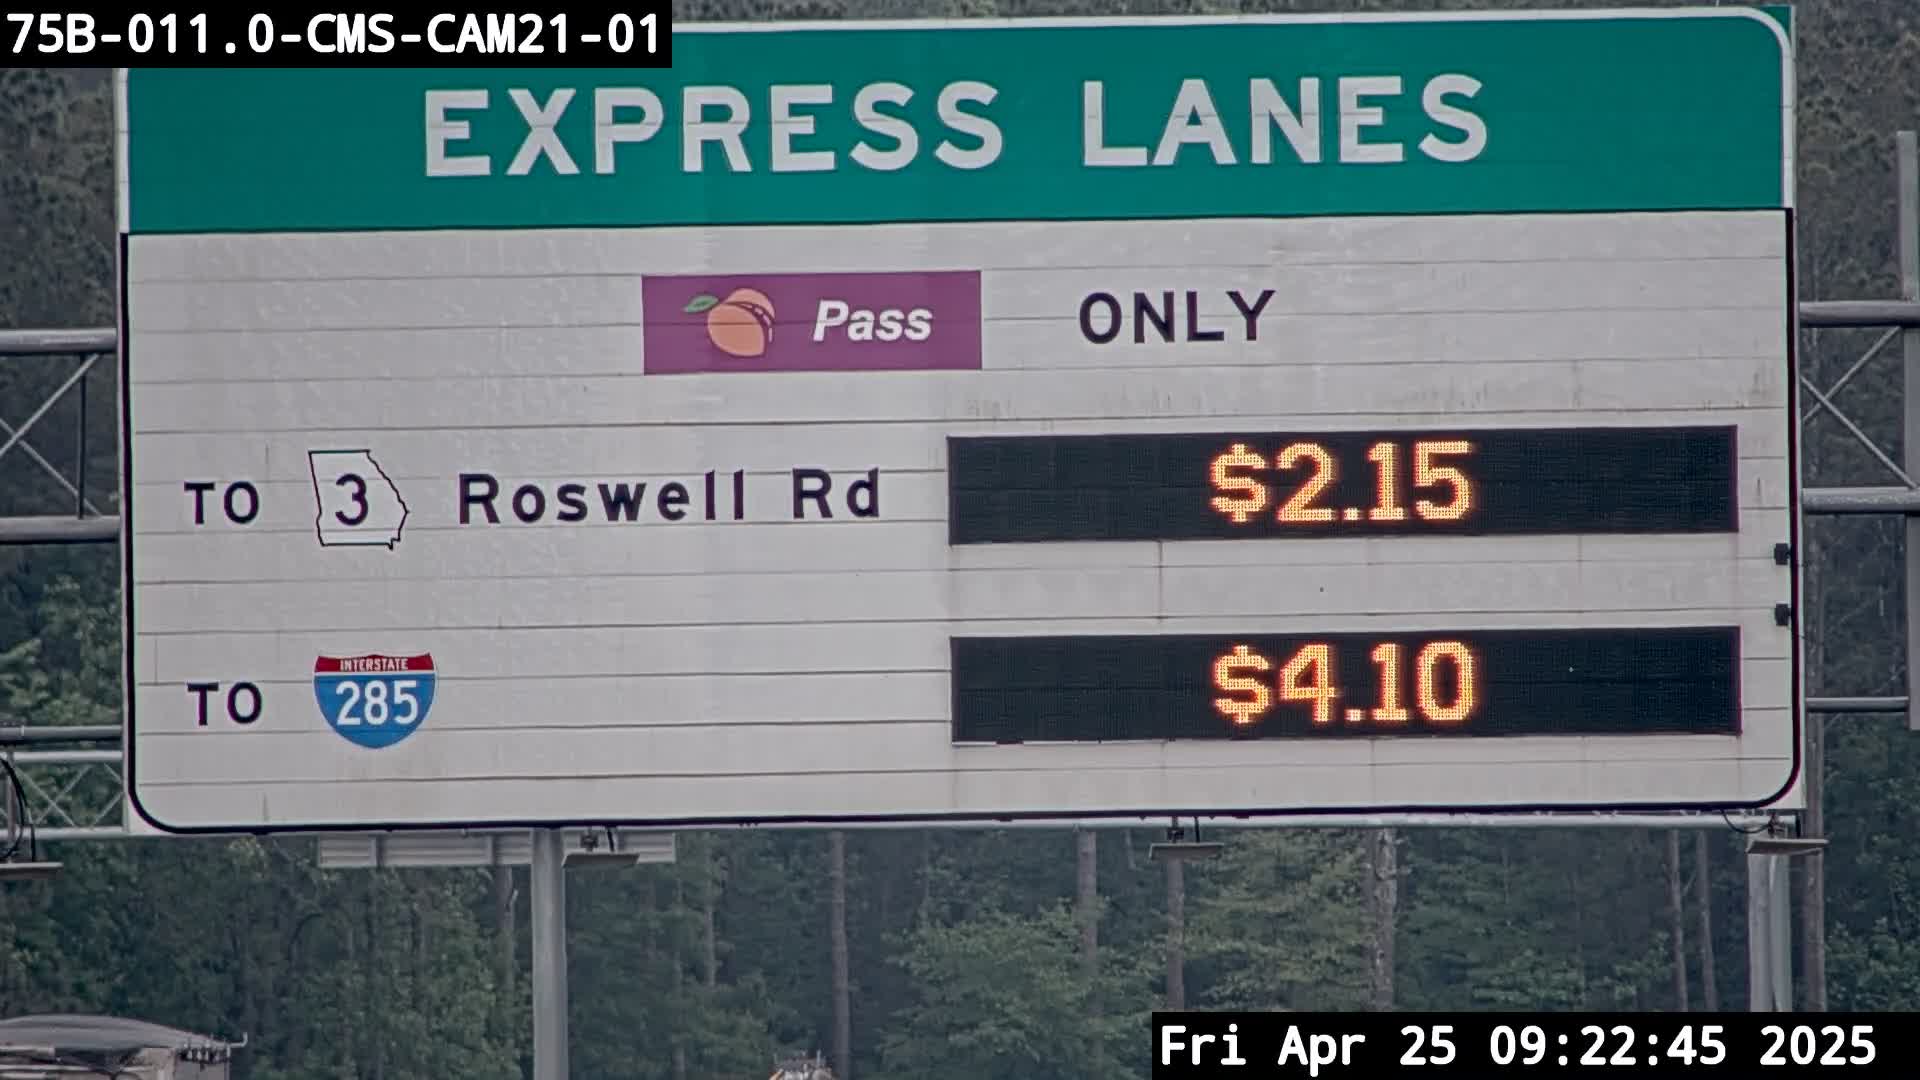 75B-011.0-CMS-CAM21-01
EXPRESS LANES
Pass ONLY
TO 3 Roswell Rd $2.15
INTERSTATE
TO 285 $4.10
Fri Apr 25 09:22:45 2025